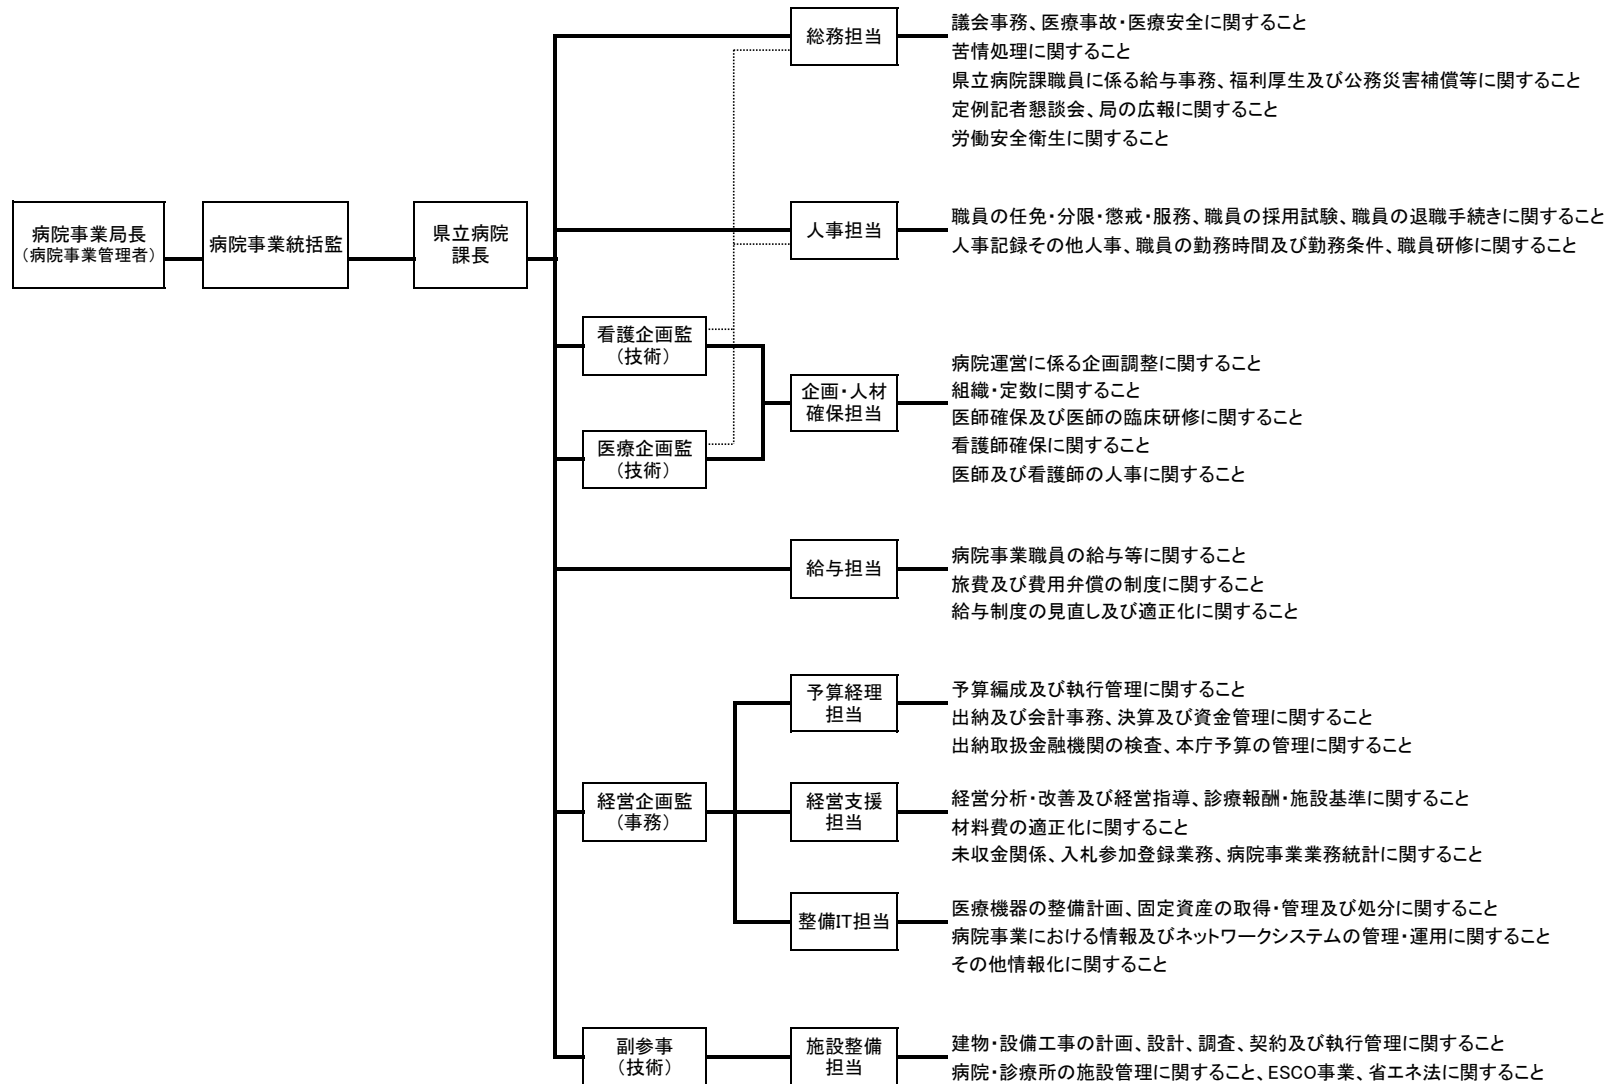 病院事業局長
（病院事業管理者）
病院事業統括監
県立病院
課長
総務担当
議会事務、医療事故・医療安全に関すること
苦情処理に関すること
県立病院課職員に係る給与事務、福利厚生及び公務災害補償等に関すること
定例記者懇談会、局の広報に関すること
労働安全衛生に関すること
人事担当
職員の任免・分限・懲戒・服務、職員の採用試験、職員の退職手続きに関すること
人事記録その他人事、職員の勤務時間及び勤務条件、職員研修に関すること
看護企画監
（技術）
医療企画監
（技術）
企画・人材
確保担当
病院運営に係る企画調整に関すること
組織・定数に関すること
医師確保及び医師の臨床研修に関すること
看護師確保に関すること
医師及び看護師の人事に関すること
給与担当
病院事業職員の給与等に関すること
旅費及び費用弁償の制度に関すること
給与制度の見直し及び適正化に関すること
経営企画監
（事務）
予算経理
担当
予算編成及び執行管理に関すること
出納及び会計事務、決算及び資金管理に関すること
出納取扱金融機関の検査、本庁予算の管理に関すること
経営支援
担当
経営分析・改善及び経営指導、診療報酬・施設基準に関すること
材料費の適正化に関すること
未収金関係、入札参加登録業務、病院事業業務統計に関すること
整備IT担当
医療機器の整備計画、固定資産の取得・管理及び処分に関すること
病院事業における情報及びネットワークシステムの管理・運用に関すること
その他情報化に関すること
副参事
（技術）
施設整備
担当
建物・設備工事の計画、設計、調査、契約及び執行管理に関すること
病院・診療所の施設管理に関すること、ESCO事業、省エネ法に関すること